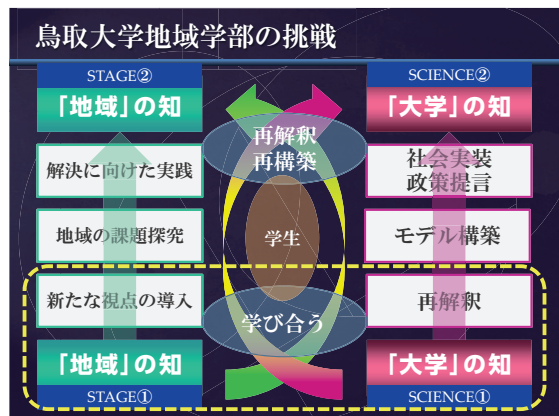 鳥取大学地域学部の挑戦
STAGE②
「地域」の知
解決に向けた実践
地域の課題探究
新たな視点の導入
「地域」の知
STAGE①
再解釈
再構築
学生
学び合う
SCIENCE②
「大学」の知
社会実装
政策提言
モデル構築
再解釈
「大学」の知
SCIENCE①